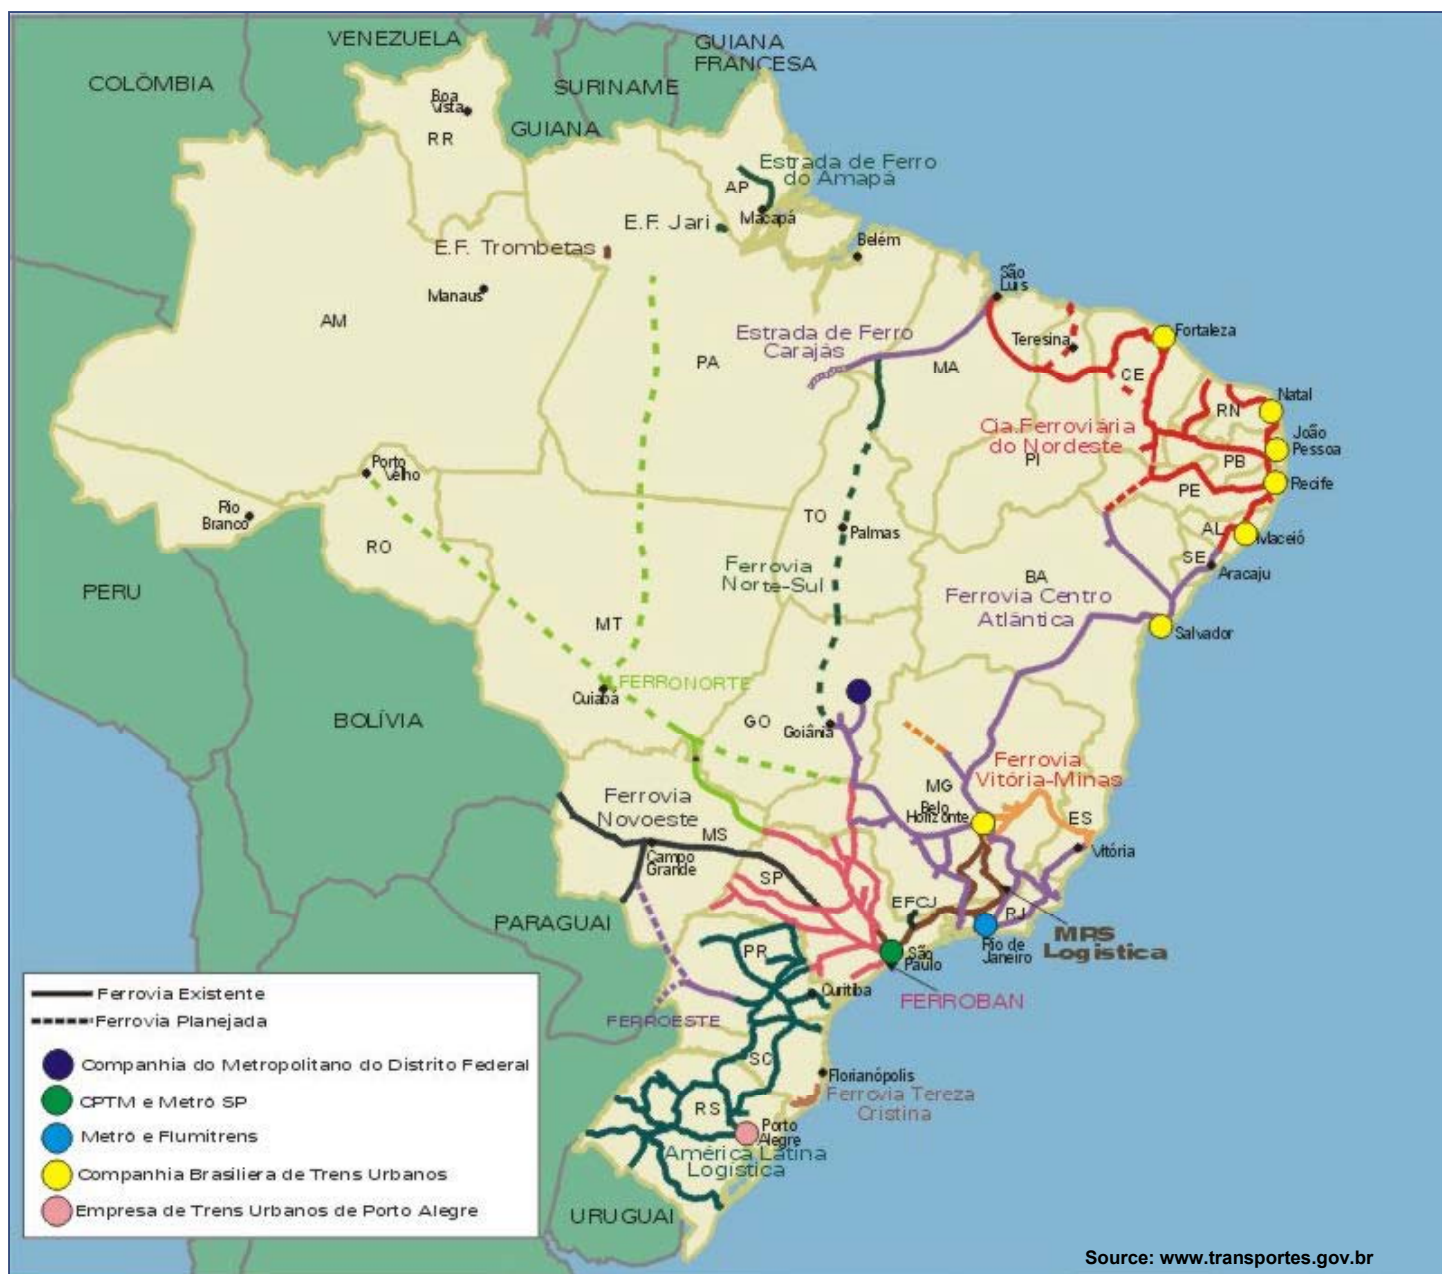 VENEZUELA
GUIANA
FRANCESA
COLÔMBIA
SURINAME
Boa
Vista
GUIANA
RR
Estrada de Ferro
do Amapá
AP
Macapá
E.F. Jari
E.F. Trombetas
Belém
São
Luis
Manaus
AM
Estrada de Ferro
Carajás
PA
MA
Teresina
Fortaleza
CE
Natal
RN
Cia.Ferroviária
do Nordeste
João
Pessoa
PI
PB
Porto
Velho
Recife
PE
Rio
Branco
TO
Palmas
AL
Maceió
RO
SE
Aracaju
Ferrovia
Norte-Sul
BA
PERU
Ferrovia Centro
Atlântica
MT
Salvador
FERRONORTE
Cuiabá
BOLÍVIA
GO
Goiânia
Ferrovia
Vitória-Minas
MG
Ferrovia
Novoeste
Belo
Horizonte
ES
MS
Vitória
Campo
Grande
SP
EFCJ
RJ
PARAGUAI
MRS
Logistica
PR
São
Paulo
Rio de
Janeiro
Curitiba
FERROBAN
FERROESTE
SC
Florianópolis
Ferrovia Tereza
Cristina
RS
Porto
Alegre
América Latina
Logística
URUGUAI
Ferrovia Existente
Ferrovia Planejada
Companhia do Metropolitano do Distrito Federal
CPTM e Metrô SP
Metrô e Flumitrens
Companhia Brasiliera de Trens Urbanos
Empresa de Trens Urbanos de Porto Alegre
Source: www.transportes.gov.br